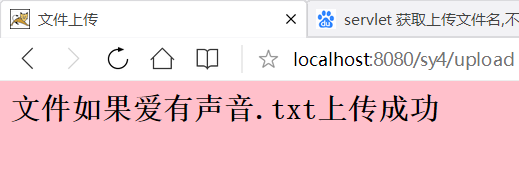 文件上传
servlet 获取上传文件名,不
localhost:8080/sy4/upload
文件如果爱有声音.txt上传成功